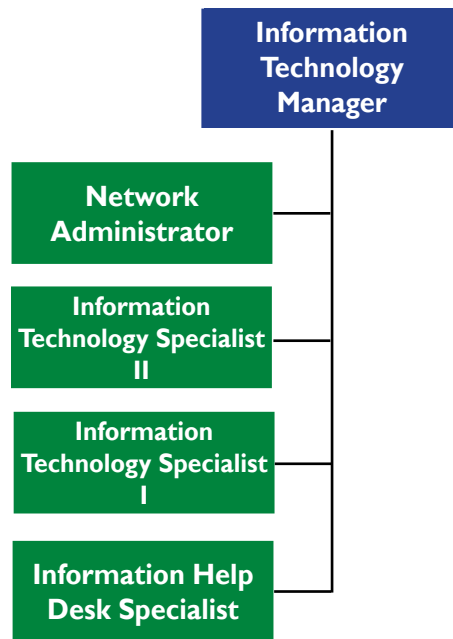 Information
Technology
Manager
Network
Administrator
Information
Technology Specialist
II
Information
Technology Specialist
I
Information Help
Desk Specialist